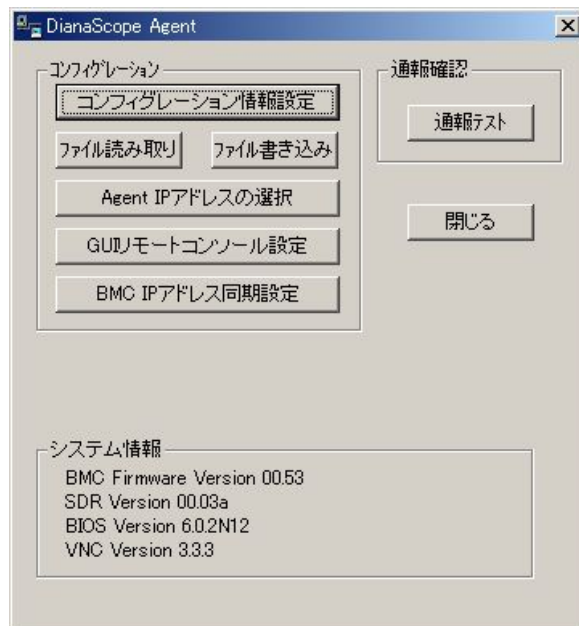 DianaScope Agent
コンフィグレーション
コンフィグレーション情報設定
ファイル読み取り
ファイル書き込み
Agent IPアドレスの選択
GUIリモートコンソール設定
BMC IPアドレス同期設定
通報確認
通報テスト
閉じる
システム情報
BMC Firmware Version 00.53
SDR Version 00.03a
BIOS Version 6.0.2N12
VNC Version 3.3.3